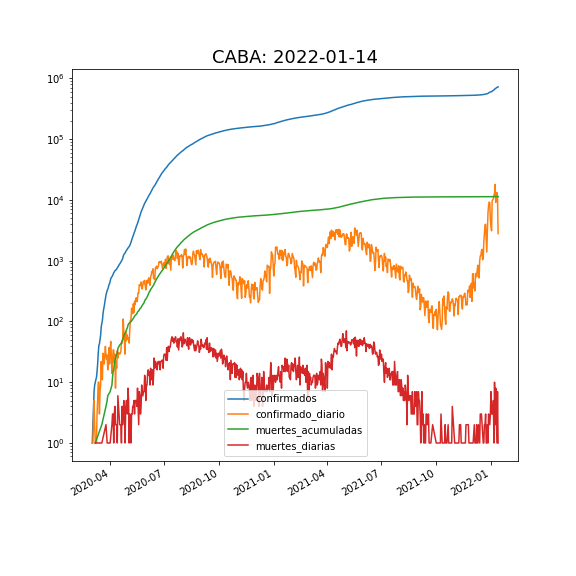 CABA: 2022-01-14
10⁶
10⁵
10⁴
10³
10²
10¹
10⁰
confirmados
confirmado_diario
muertes_acumuladas
muertes_diarias
2020-04 2020-07 2020-10 2021-01 2021-04 2021-07 2021-10 2022-01